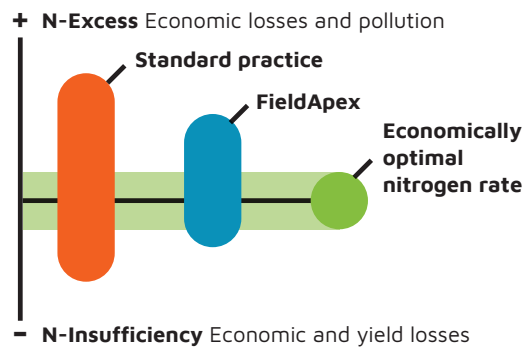 + N-Excess Economic losses and pollution
Standard practice
FieldApex
Economically
optimal
nitrogen rate
– N-Insufficiency Economic and yield losses